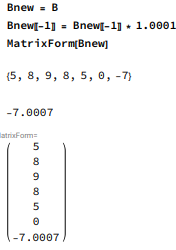 Bnew = B
Bnew〚-1〛 = Bnew〚-1〛 * 1.0001
MatrixForm[Bnew]
{5, 8, 9, 8, 5, 0, -7}
-7.0007
atrixForm=
5
8
9
8
5
0
-7.0007